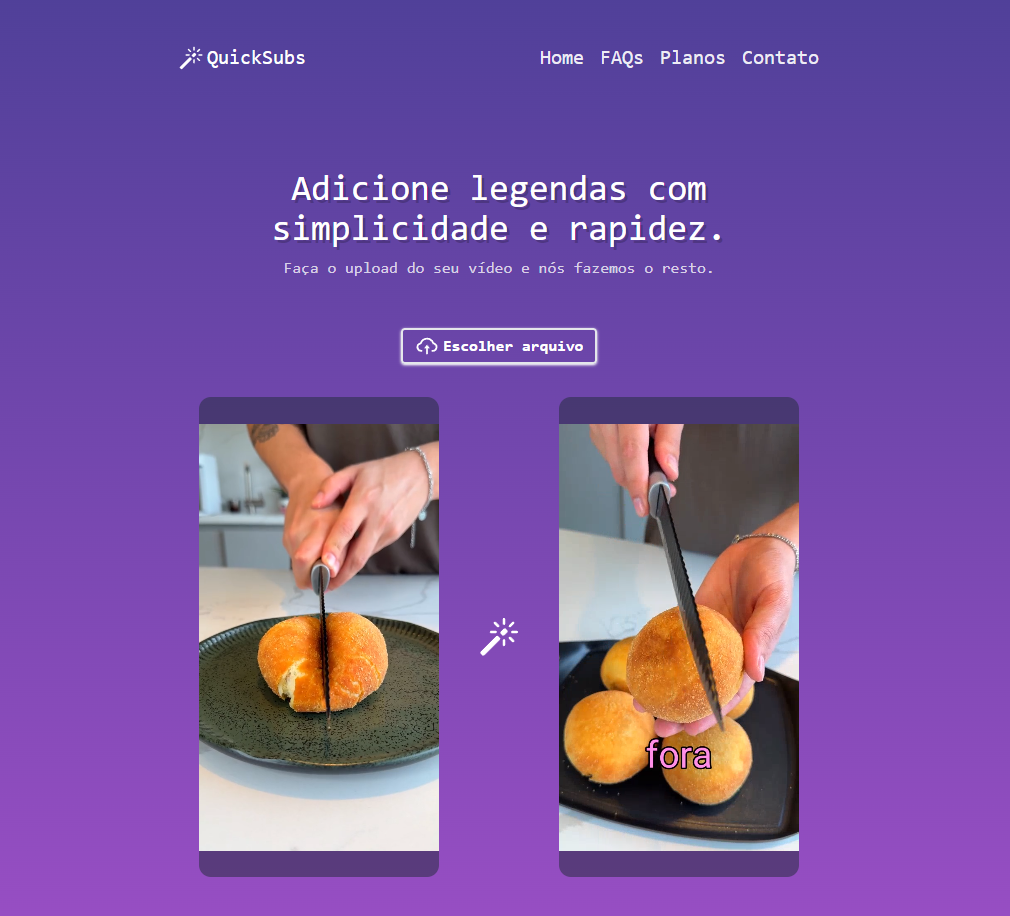 QuickSubs
Home FAQs Planos Contato
Adicione legendas com
simplicidade e rapidez.
Faça o upload do seu vídeo e nós fazemos o resto.
Escolher arquivo
fora